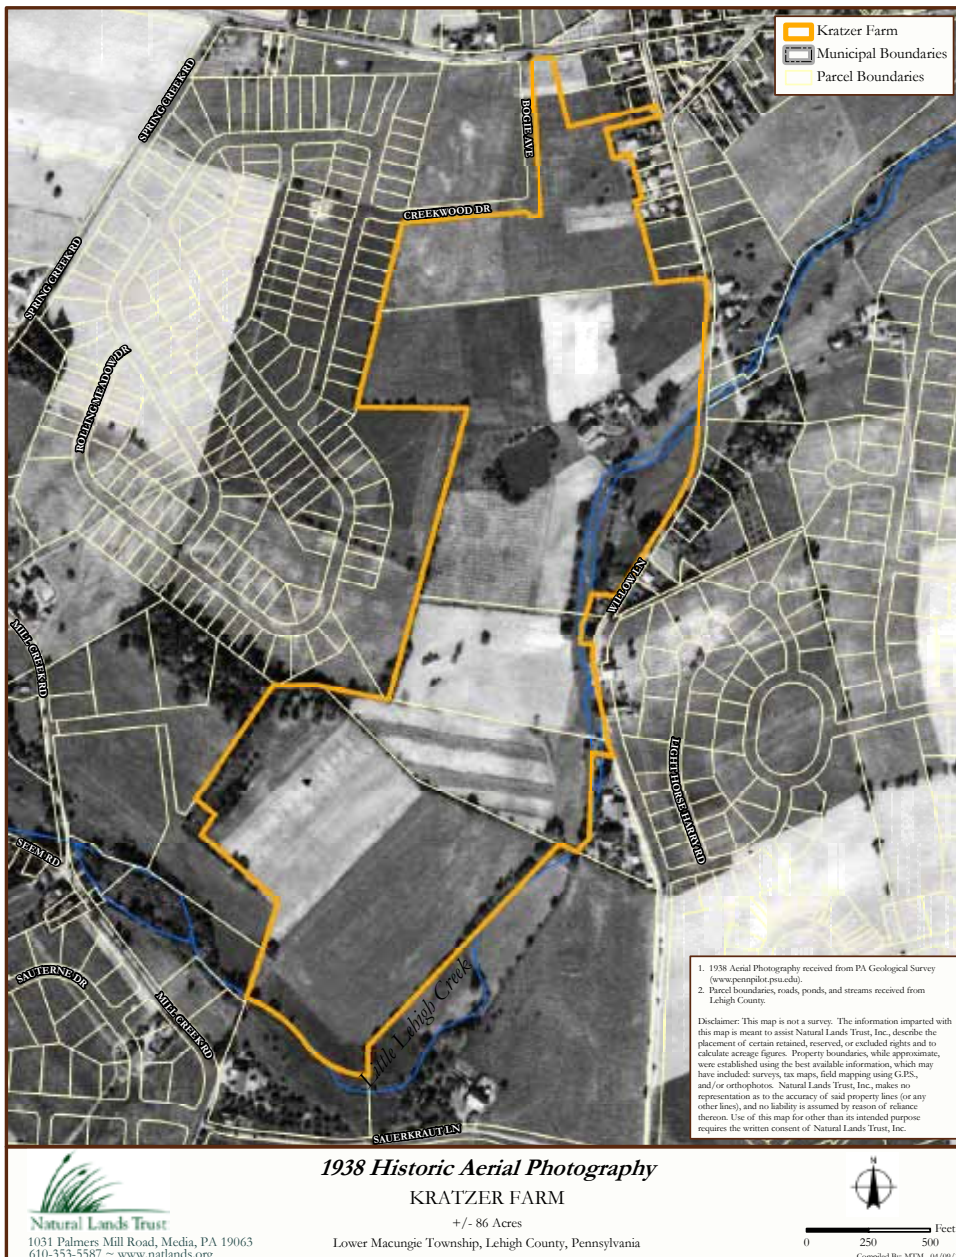 Kratzer Farm
Municipal Boundaries
Parcel Boundaries
SPRING CREEK RD
BOGIE AVE
CREEKWOOD DR
SPRING CREEK RD
ROLLING MEADOW DR
WILLOW LN
MILL CREEK RD
LIGHT HORSE HARRY RD
SEEM RD
SAUTERNE DR
MILL CREEK RD
Little Lehigh Creek
SAUERKRAUT LN
1. 1938 Aerial Photography received from PA Geological Survey
(www.pennpilot.psu.edu).
2. Parcel boundaries, roads, ponds, and streams received from
Lehigh County.
Disclaimer: This map is not a survey. The information imparted with
this map is meant to assist Natural Lands Trust, Inc., describe the
placement of certain retained, reserved, or excluded rights and to
calculate acreage figures. Property boundaries, while approximate,
were established using the best available information, which may
have included: surveys, tax maps, field mapping using G.P.S.,
and/or orthophotos. Natural Lands Trust, Inc., makes no
representation as to the accuracy of said property lines (or any
other lines), and no liability is assumed by reason of reliance
thereon. Use of this map for other than its intended purpose
requires the written consent of Natural Lands Trust, Inc.
Natural Lands Trust
1031 Palmers Mill Road, Media, PA 19063
610-353-5587 ~ www.natlands.org
1938 Historic Aerial Photography
KRATZER FARM
+/- 86 Acres
Lower Macungie Township, Lehigh County, Pennsylvania
N
Feet
0 250 500
Compiled By: MTM